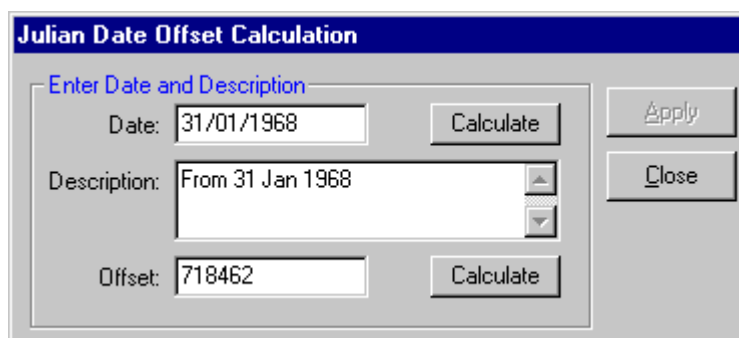 Julian Date Offset Calculation
Enter Date and Description
Date: 31/01/1968 Calculate Apply
Description: From 31 Jan 1968 Close
Offset: 718462 Calculate